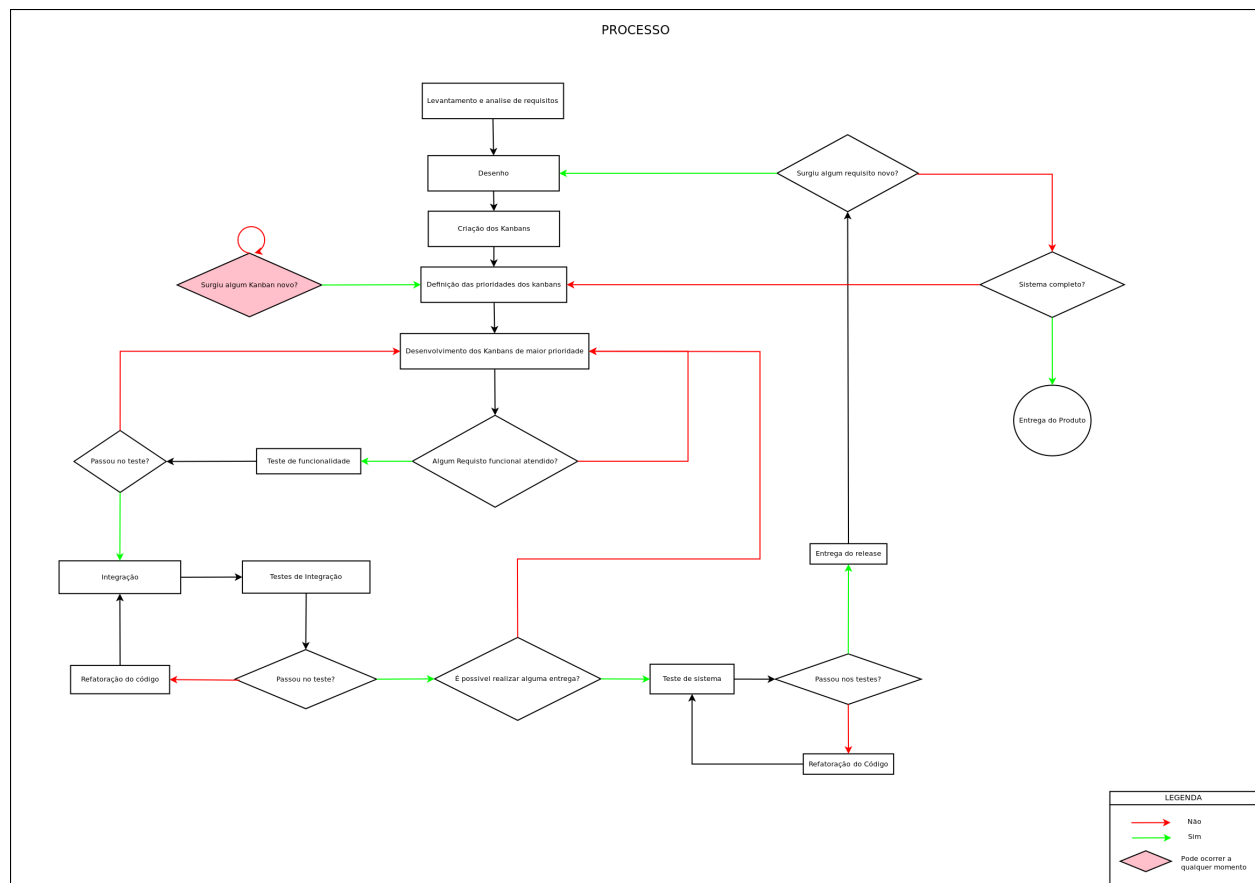 PROCESSO
Levantamento e analise de requisitos
Desenho
Surgiu algum requisito novo?
Criação dos Kanbans
Surgiu algum Kanban novo?
Definição das prioridades dos kanbans
Sistema completo?
Desenvolvimento dos Kanbans de maior prioridade
Entrega do Produto
Passou no teste?
Teste de funcionalidade
Algum Requisto funcional atendido?
Entrega do release
Integração
Testes de Integração
Refatoração do código
Passou no teste?
É possivel realizar alguma entrega?
Teste de sistema
Passou nos testes?
Refatoração do Código
LEGENDA
Não
Sim
Pode ocorrer a
qualquer momento